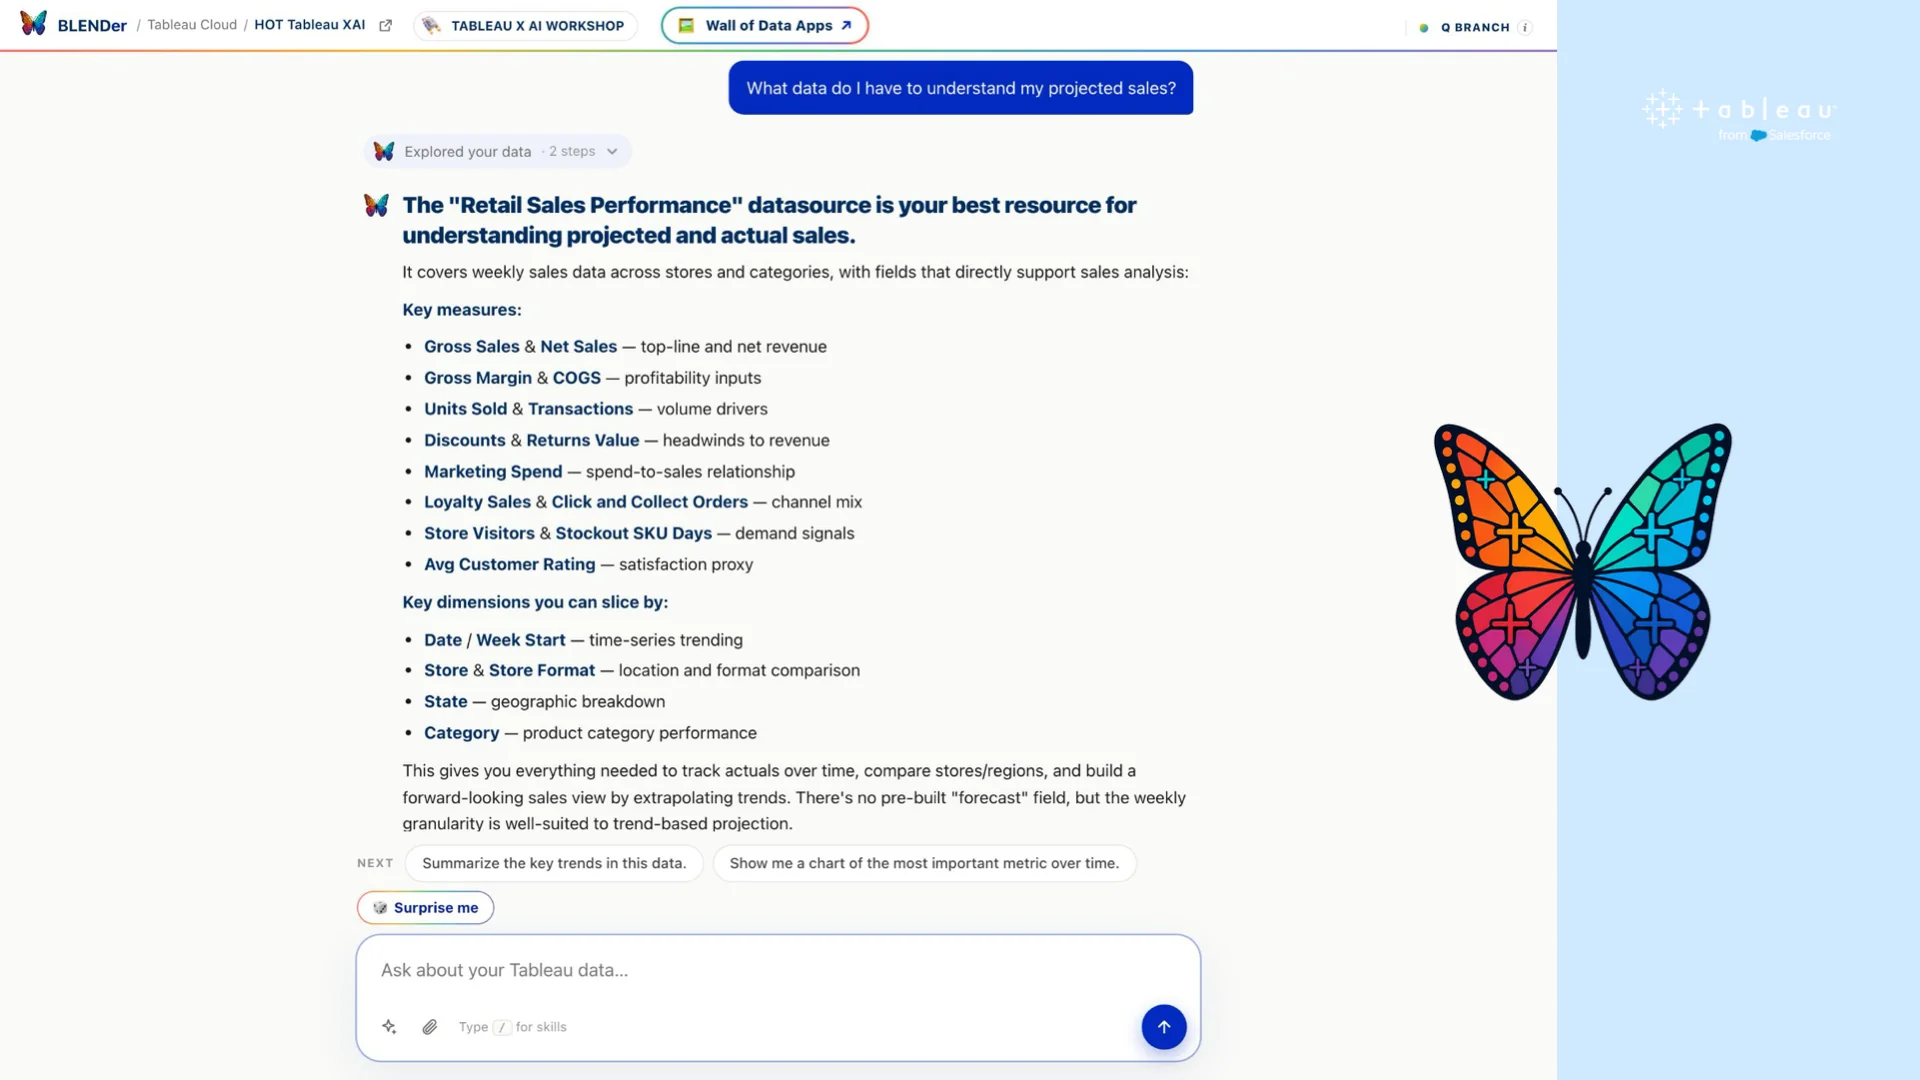 BLENDer / Tableau Cloud / HOT Tableau XAI TABLEAU X AI WORKSHOP Wall of Data Apps Q BRANCH i
What data do I have to understand my projected sales?
+ableau
from Salesforce
Explored your data · 2 steps
The "Retail Sales Performance" datasource is your best resource for
understanding projected and actual sales.
It covers weekly sales data across stores and categories, with fields that directly support sales analysis:
Key measures:
• Gross Sales & Net Sales — top-line and net revenue
• Gross Margin & COGS — profitability inputs
• Units Sold & Transactions — volume drivers
• Discounts & Returns Value — headwinds to revenue
• Marketing Spend — spend-to-sales relationship
• Loyalty Sales & Click and Collect Orders — channel mix
• Store Visitors & Stockout SKU Days — demand signals
• Avg Customer Rating — satisfaction proxy
Key dimensions you can slice by:
• Date / Week Start — time-series trending
• Store & Store Format — location and format comparison
• State — geographic breakdown
• Category — product category performance
This gives you everything needed to track actuals over time, compare stores/regions, and build a
forward-looking sales view by extrapolating trends. There's no pre-built "forecast" field, but the weekly
granularity is well-suited to trend-based projection.
NEXT Summarize the key trends in this data. Show me a chart of the most important metric over time.
Surprise me
Ask about your Tableau data...
Type / for skills